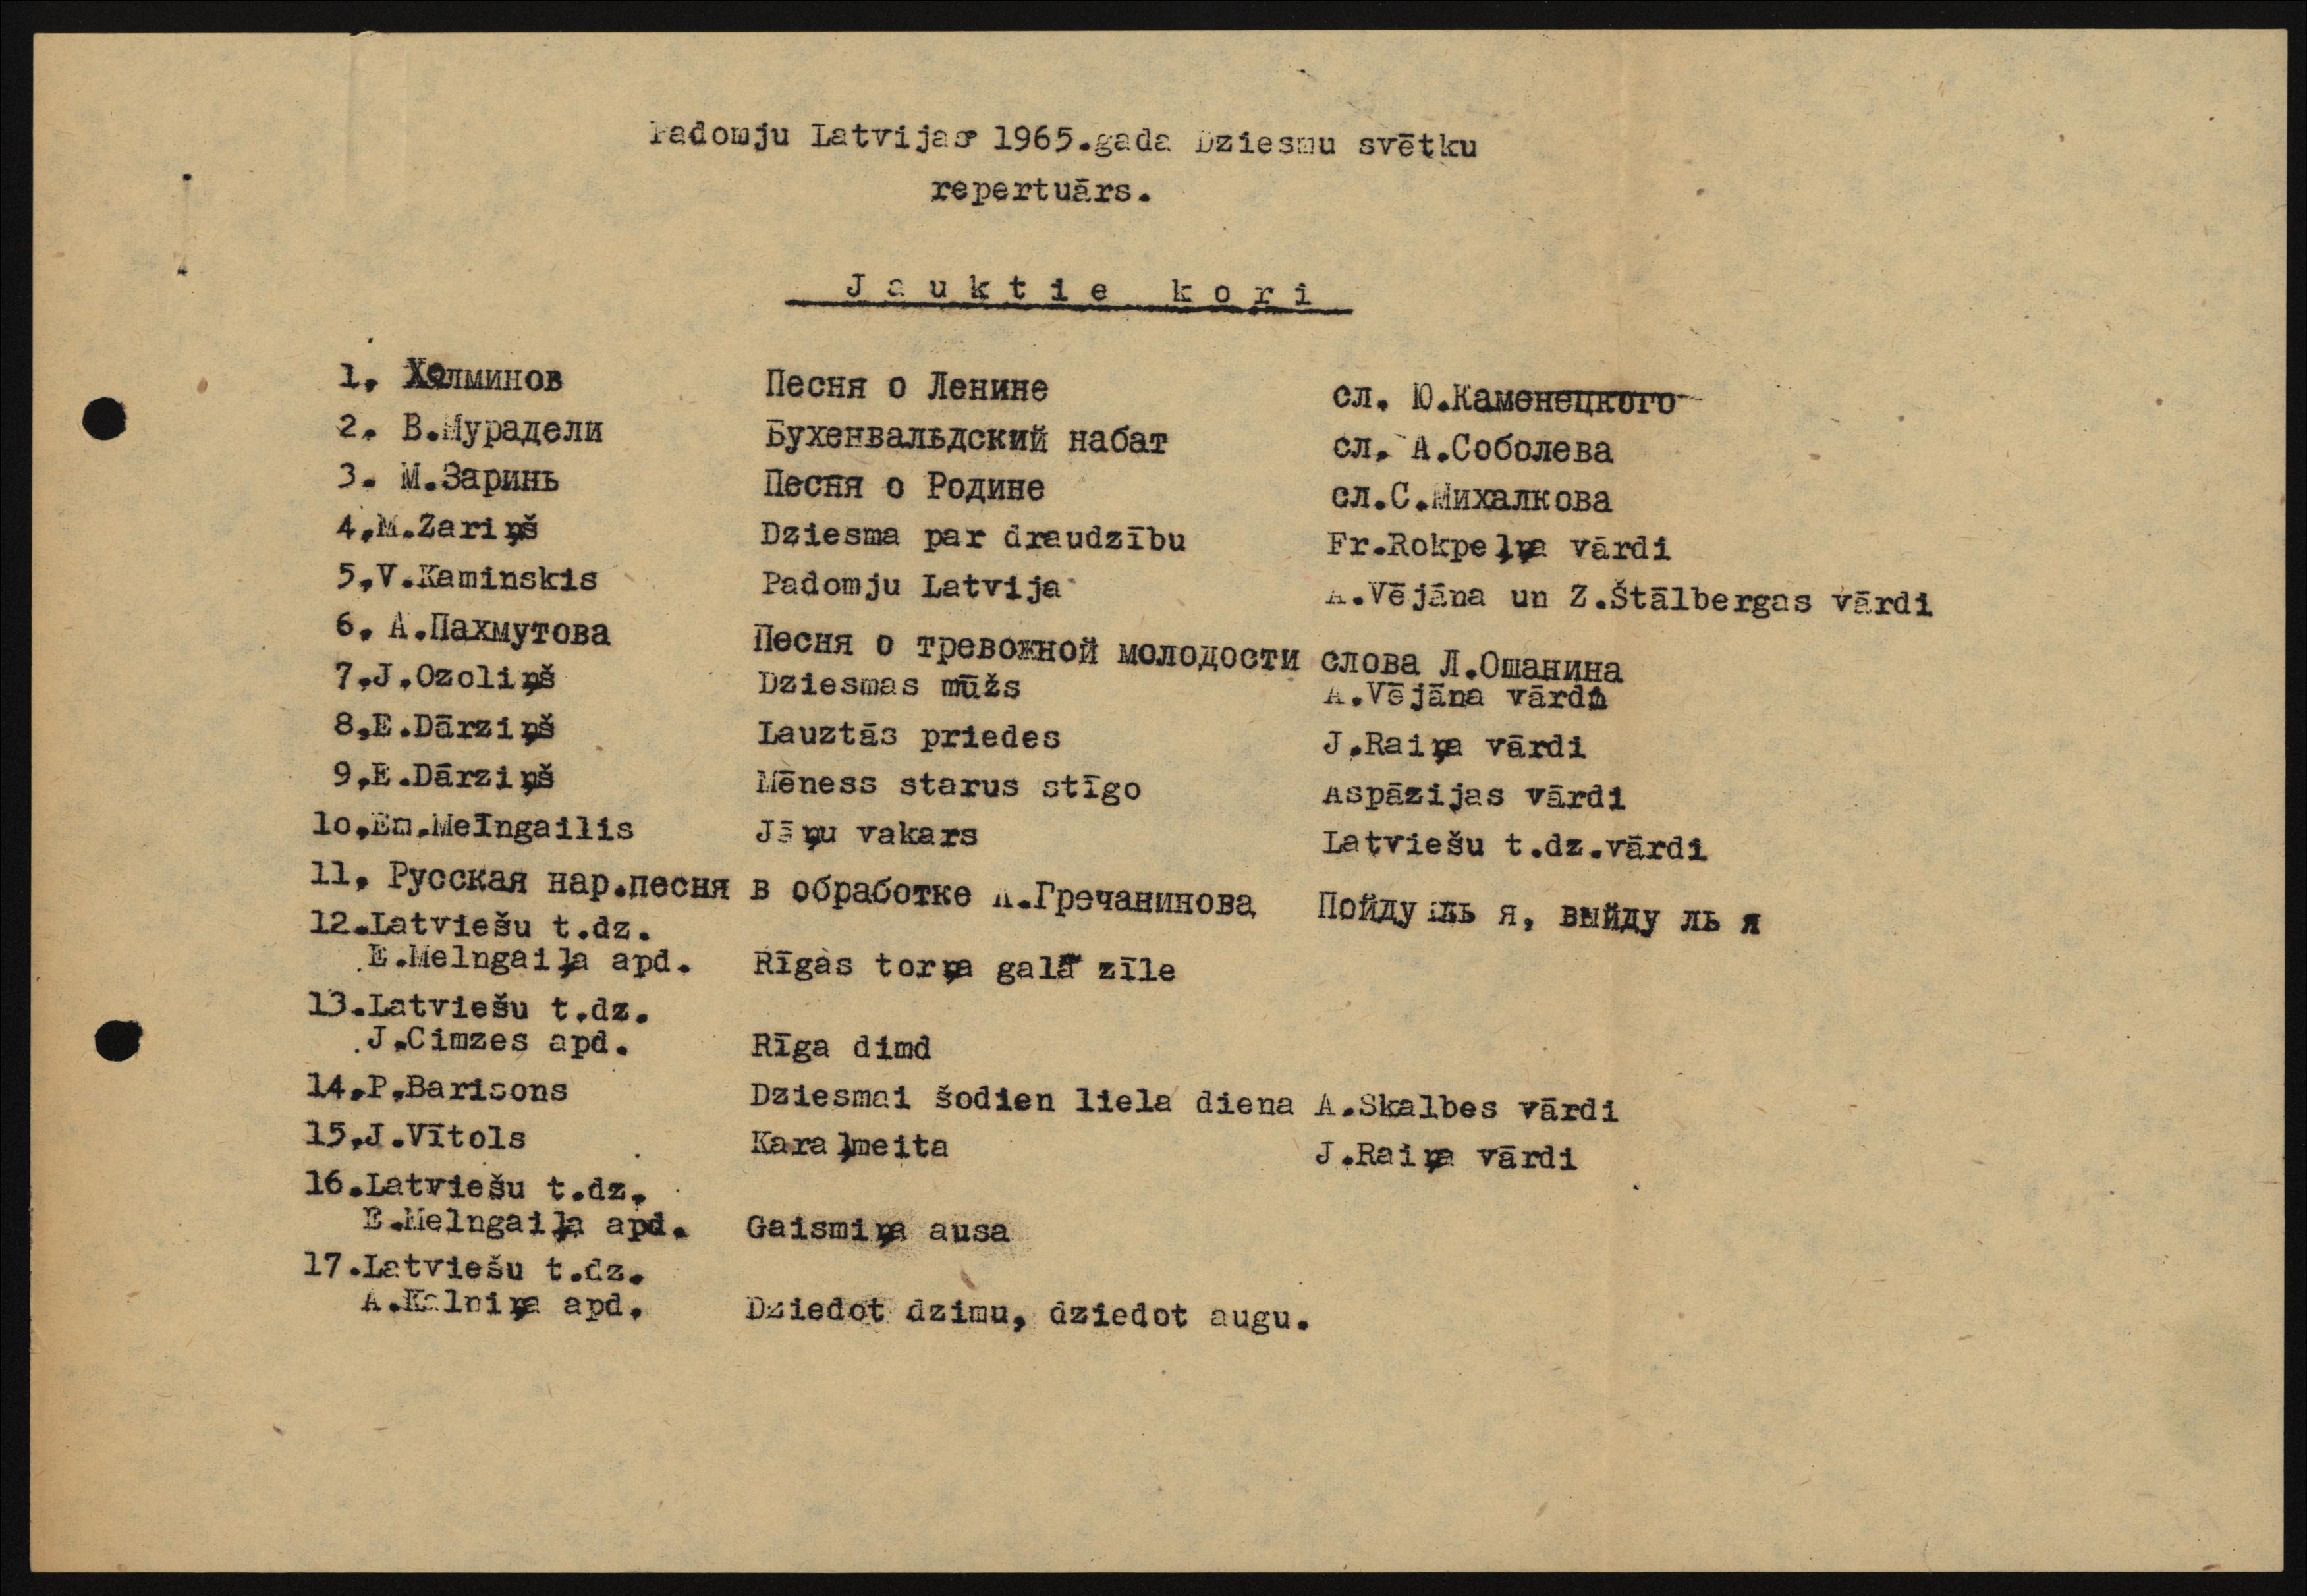 Padomju Latvijas 1965.gada Dziesmu svētku
repertuārs.
Jauktie kori
1. Холминов Песня о Ленине сл. Ю.Каменецкого
2. В.Мурадели Бухенвальдский набат сл. А.Соболева
3. М.Заринь Песня о Родине сл.С.Михалкова
4.M.Zariņš Dziesma par draudzību Fr.Rokpeļņa vārdi
5.V.Kaminskis Padomju Latvija A.Vējāna un Z.Štālbergas vārdi
6. А.Пахмутова Песня о тревожной молодости слова Л.Ошанина
7.J.Ozoliņš Dziesmas mūžs A.Vējāna vārdi
8.E.Dārziņš Lauztās priedes J.Raiņa vārdi
9.E.Dārziņš Mēness starus stīgo Aspāzijas vārdi
lo.Em.Melngailis Jāņu vakars Latviešu t.dz.vārdi
11. Русская нар.песня в обработке А.Гречанинова Пойду ль я, выйду ль я
12.Latviešu t.dz.
E.Melngaiļa apd. Rīgas torņa galā zīle
13.Latviešu t.dz.
J.Cimzes apd. Rīga dimd
14.P.Barisons Dziesmai šodien liela diena A.Skalbes vārdi
15.J.Vītols Karaļmeita J.Raiņa vārdi
16.Latviešu t.dz.
E.Melngaiļa apd. Gaismiņa ausa
17.Latviešu t.dz.
A.Kalniņa apd. Dziedot dzimu, dziedot augu.